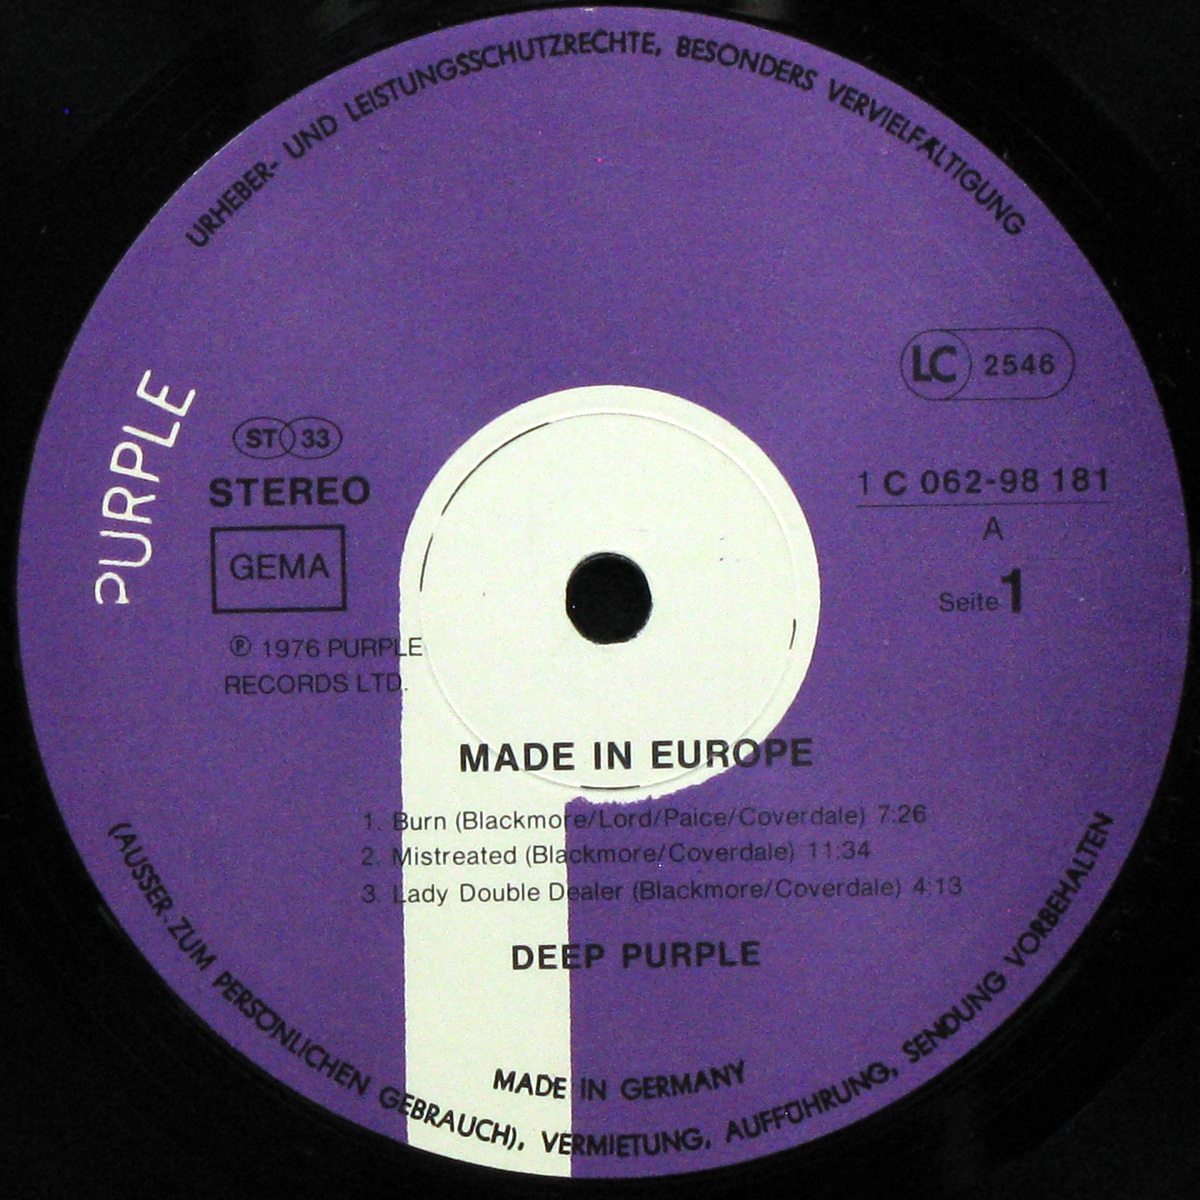 URHEBER- UND LEISTUNGSSCHUTZRECHTE, BESONDERS VERVIELFÄLTIGUNG
LC 2546
PURPLE
ST 33
STEREO
GEMA
℗ 1976 PURPLE
RECORDS LTD.
1 C 062-98 181
A
Seite 1
MADE IN EUROPE
1. Burn (Blackmore/Lord/Paice/Coverdale) 7:26
2. Mistreated (Blackmore/Coverdale) 11:34
3. Lady Double Dealer (Blackmore/Coverdale) 4:13
DEEP PURPLE
MADE IN GERMANY
(AUSSER ZUM PERSÖNLICHEN GEBRAUCH), VERMIETUNG, AUFFÜHRUNG, SENDUNG VORBEHALTEN